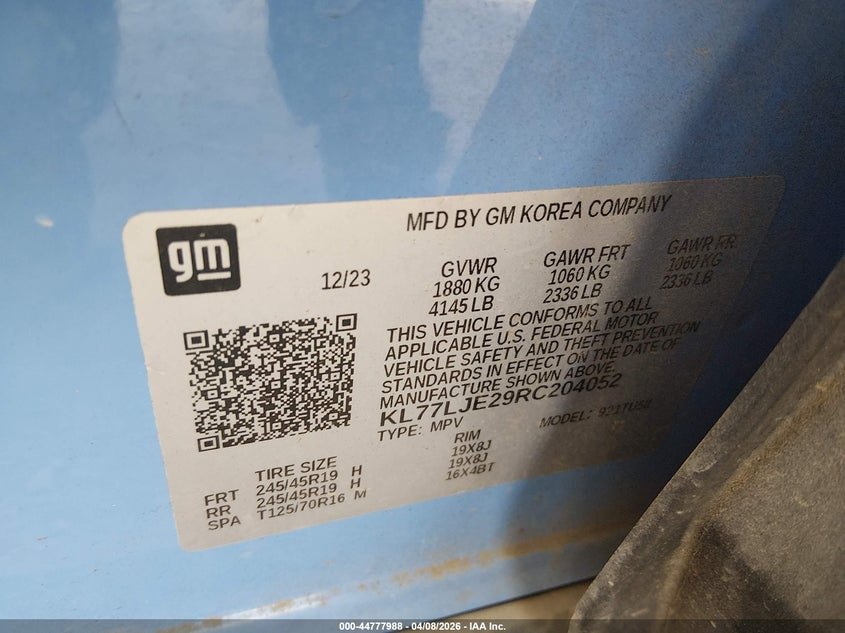 gm
MFD BY GM KOREA COMPANY
12/23
GVWR
1880 KG
4145 LB
GAWR FRT
1060 KG
2336 LB
GAWR RR
1060 KG
2336 LB
THIS VEHICLE CONFORMS TO ALL
APPLICABLE U.S. FEDERAL MOTOR
VEHICLE SAFETY AND THEFT PREVENTION
STANDARDS IN EFFECT ON THE DATE OF
MANUFACTURE SHOWN ABOVE.
KL77LJE29RC204052
TYPE: MPV
MODEL:
TIRE SIZE
RIM
FRT 245/45R19 H 19X8J
RR 245/45R19 H 19X8J
SPA T125/70R16 M 16X4BT
000-44777988 - 04/08/2026 - IAA Inc.